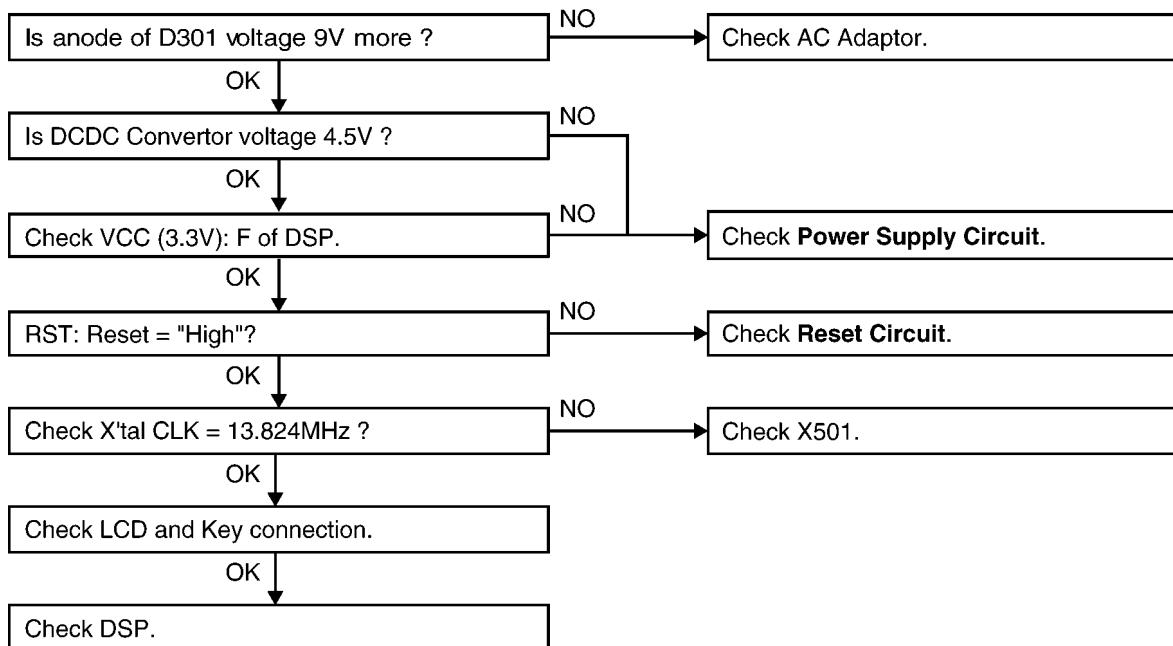 Is anode of D301 voltage 9V more ?
NO
Check AC Adaptor.
OK
Is DCDC Convertor voltage 4.5V ?
NO
OK
Check VCC (3.3V): F of DSP.
NO
Check Power Supply Circuit.
OK
RST: Reset = "High"?
NO
Check Reset Circuit.
OK
Check X'tal CLK = 13.824MHz ?
NO
Check X501.
OK
Check LCD and Key connection.
OK
Check DSP.